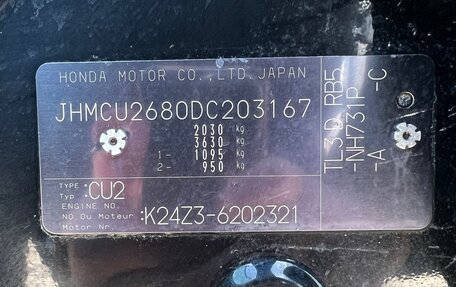 HONDA MOTOR CO.,LTD.JAPAN
JHMCU2680DC203167
2030 kg
3630 kg
1- 1095 kg
2- 950 kg
TYPE
Typ :CU2
ENGINE NO.
NO.Du Moteur :K24Z3-6202321
Motor Nr.
TL3 D RB5 -C
-NH731P
-A